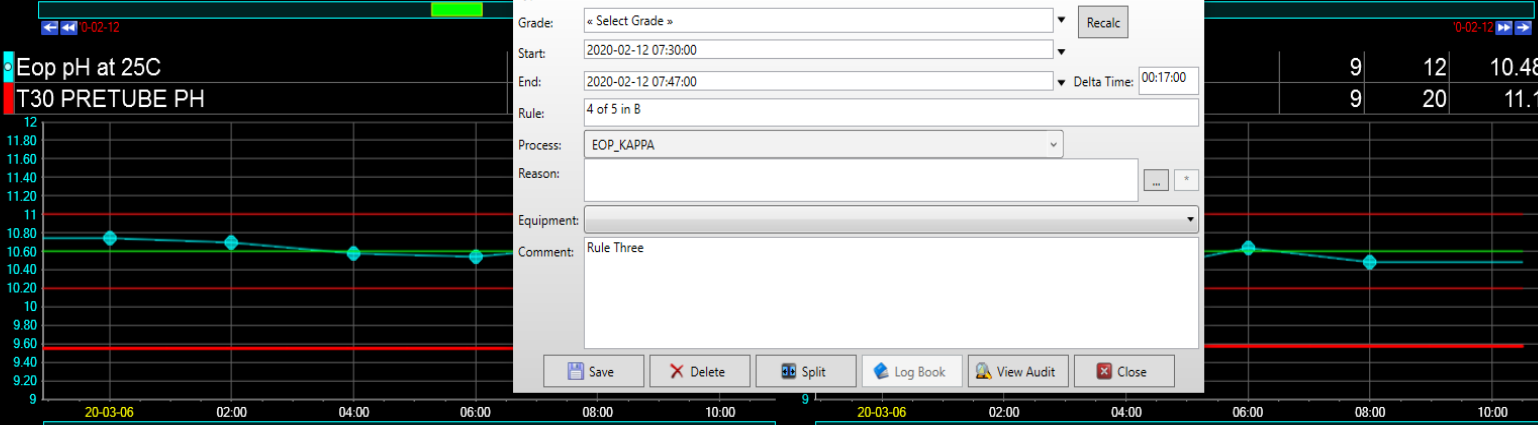 Grade: « Select Grade » Recalc
'0-02-12 '0-02-12
Start: 2020-02-12 07:30:00
Eop pH at 25C 9 12 10.48
End: 2020-02-12 07:47:00 Delta Time: 00:17:00
T30 PRETUBE PH 9 20 11.1
Rule: 4 of 5 in B
12
11.80
Process: EOP_KAPPA
11.60
Reason: ...  *
11.40
11.20
11
Equipment:
10.80
10.60
Comment: Rule Three
10.40
10.20
10
9.80
9.60
9.40
Save Delete Split Log Book View Audit Close
9.20
9 9
20-03-06 02:00 04:00 06:00 08:00 10:00 20-03-06 02:00 04:00 06:00 08:00 10:00